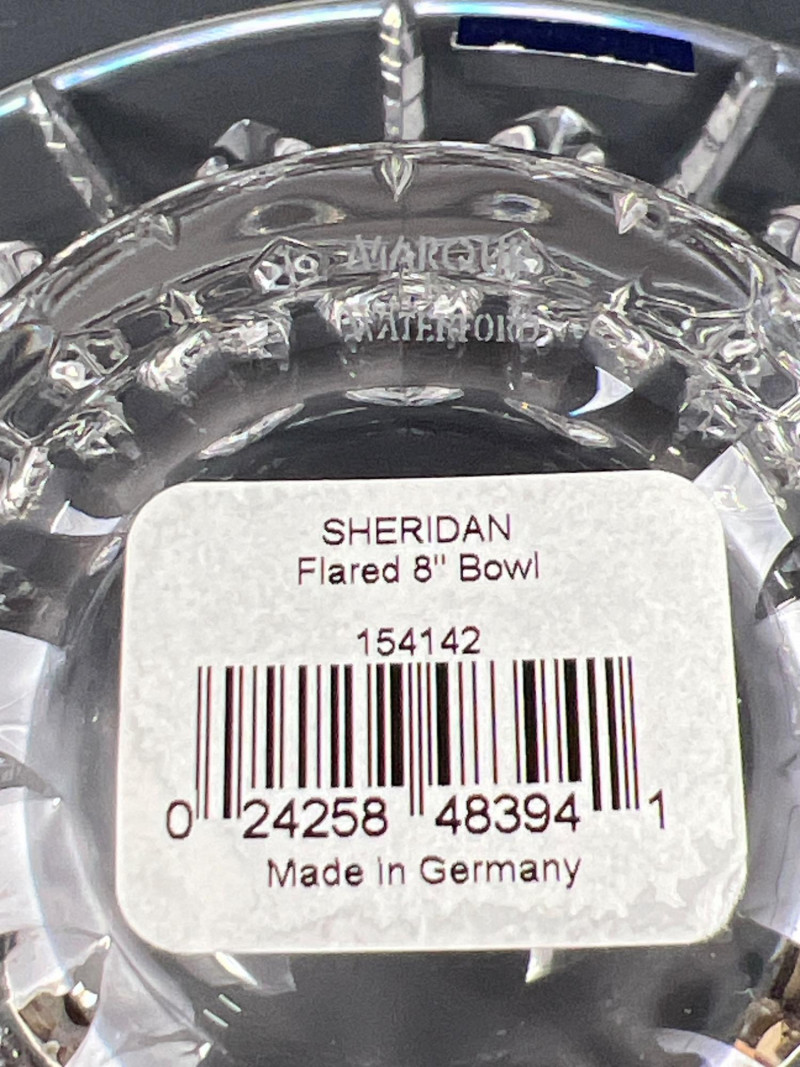 MARQUIS
WATERFORD
SHERIDAN
Flared 8" Bowl
154142
0 24258 48394 1
Made in Germany